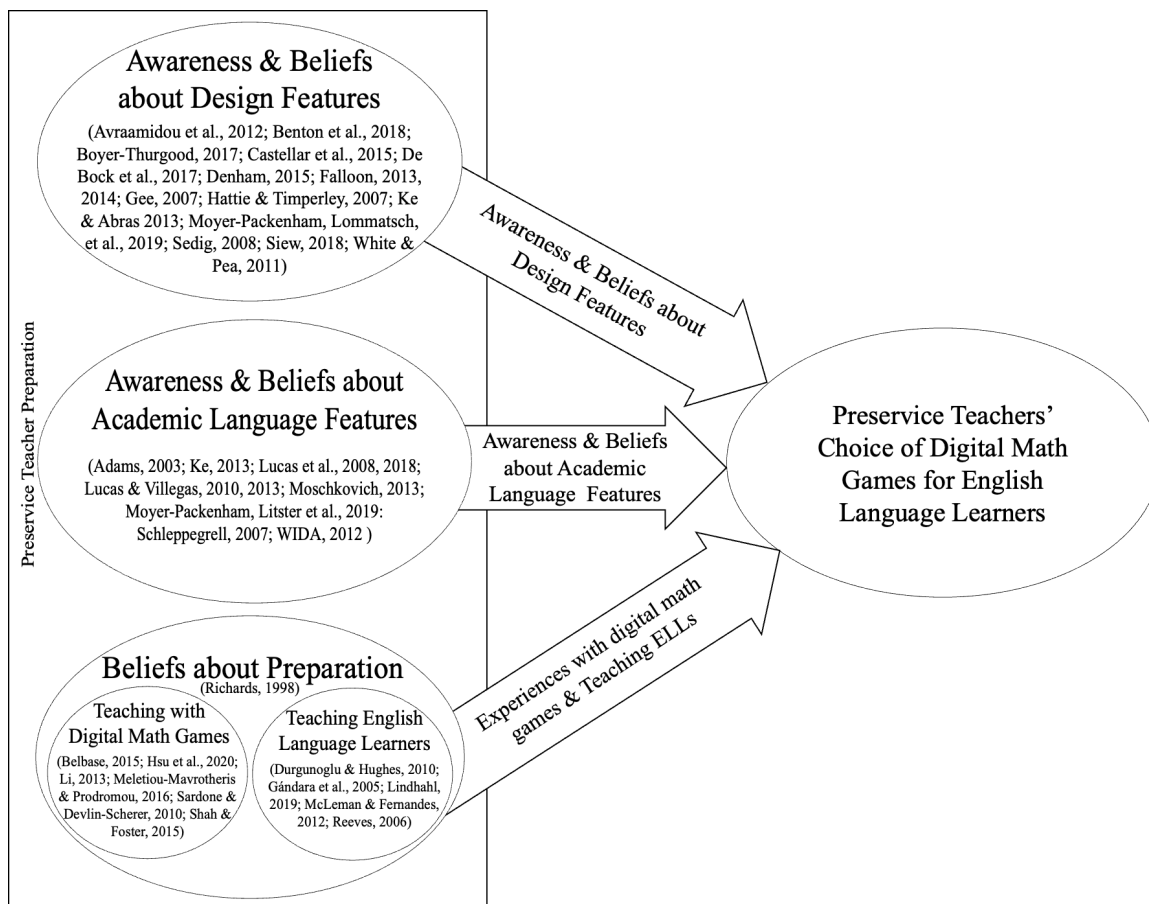 Preservice Teacher Preparation
Awareness & Beliefs
about Design Features
(Avraamidou et al., 2012; Benton et al., 2018;
Boyer-Thurgood, 2017; Castellar et al., 2015; De
Bock et al., 2017; Denham, 2015; Falloon, 2013,
2014; Gee, 2007; Hattie & Timperley, 2007; Ke
& Abras 2013; Moyer-Packenham, Lommatsch,
et al., 2019; Sedig, 2008; Siew, 2018; White &
Pea, 2011)
Awareness & Beliefs about
Design Features
Awareness & Beliefs about
Academic Language Features
(Adams, 2003; Ke, 2013; Lucas et al., 2008, 2018;
Lucas & Villegas, 2010, 2013; Moschkovich, 2013;
Moyer-Packenham, Litster et al., 2019:
Schleppegrell, 2007; WIDA, 2012 )
Awareness & Beliefs
about Academic
Language Features
Beliefs about Preparation
(Richards, 1998)
Teaching with
Digital Math Games
(Belbase, 2015; Hsu et al., 2020;
Li, 2013; Meletiou-Mavrotheris
& Prodromou, 2016; Sardone &
Devlin-Scherer, 2010; Shah &
Foster, 2015)
Teaching English
Language Learners
(Durgunoglu & Hughes, 2010;
Gándara et al., 2005; Lindhahl,
2019; McLeman & Fernandes,
2012; Reeves, 2006)
Experiences with digital math
games & Teaching ELLs
Preservice Teachers’
Choice of Digital Math
Games for English
Language Learners